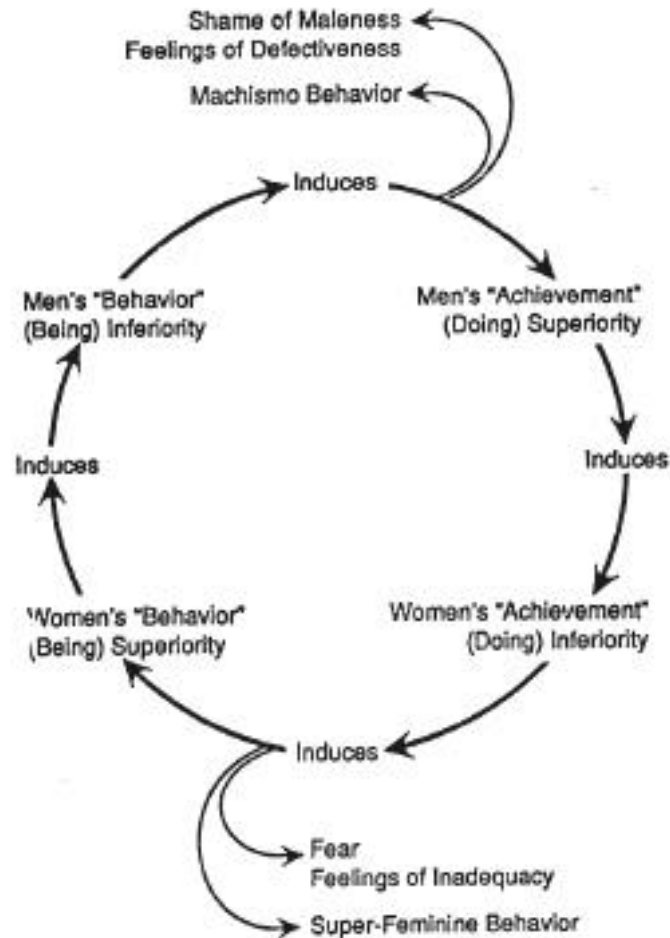 Shame of Maleness
Feelings of Defectiveness
Machismo Behavior
Induces
Men's "Behavior"
(Being) Inferiority
Men's "Achievement"
(Doing) Superiority
Induces
Induces
Women's "Behavior"
(Being) Superiority
Women's "Achievement"
(Doing) Inferiority
Induces
Fear
Feelings of Inadequacy
Super-Feminine Behavior